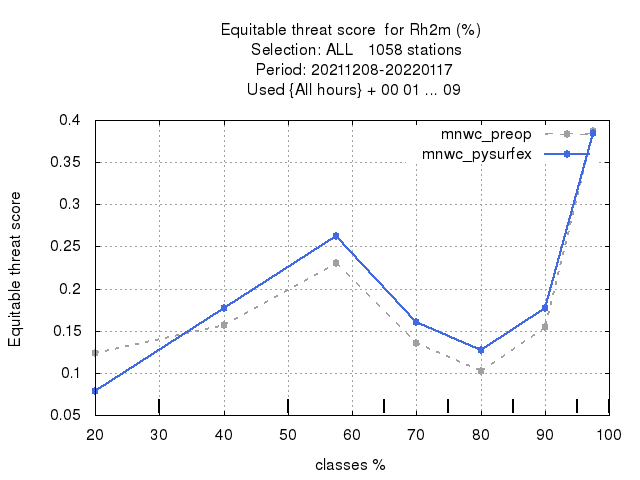 Equitable threat score  for Rh2m (%)
Selection: ALL   1058 stations
Period: 20211208-20220117
Used {All hours} + 00 01 ... 09
mnwc_preop
mnwc_pysurfex
Equitable threat score
0.4
0.35
0.3
0.25
0.2
0.15
0.1
0.05
20 30 40 50 60 70 80 90 100
classes %